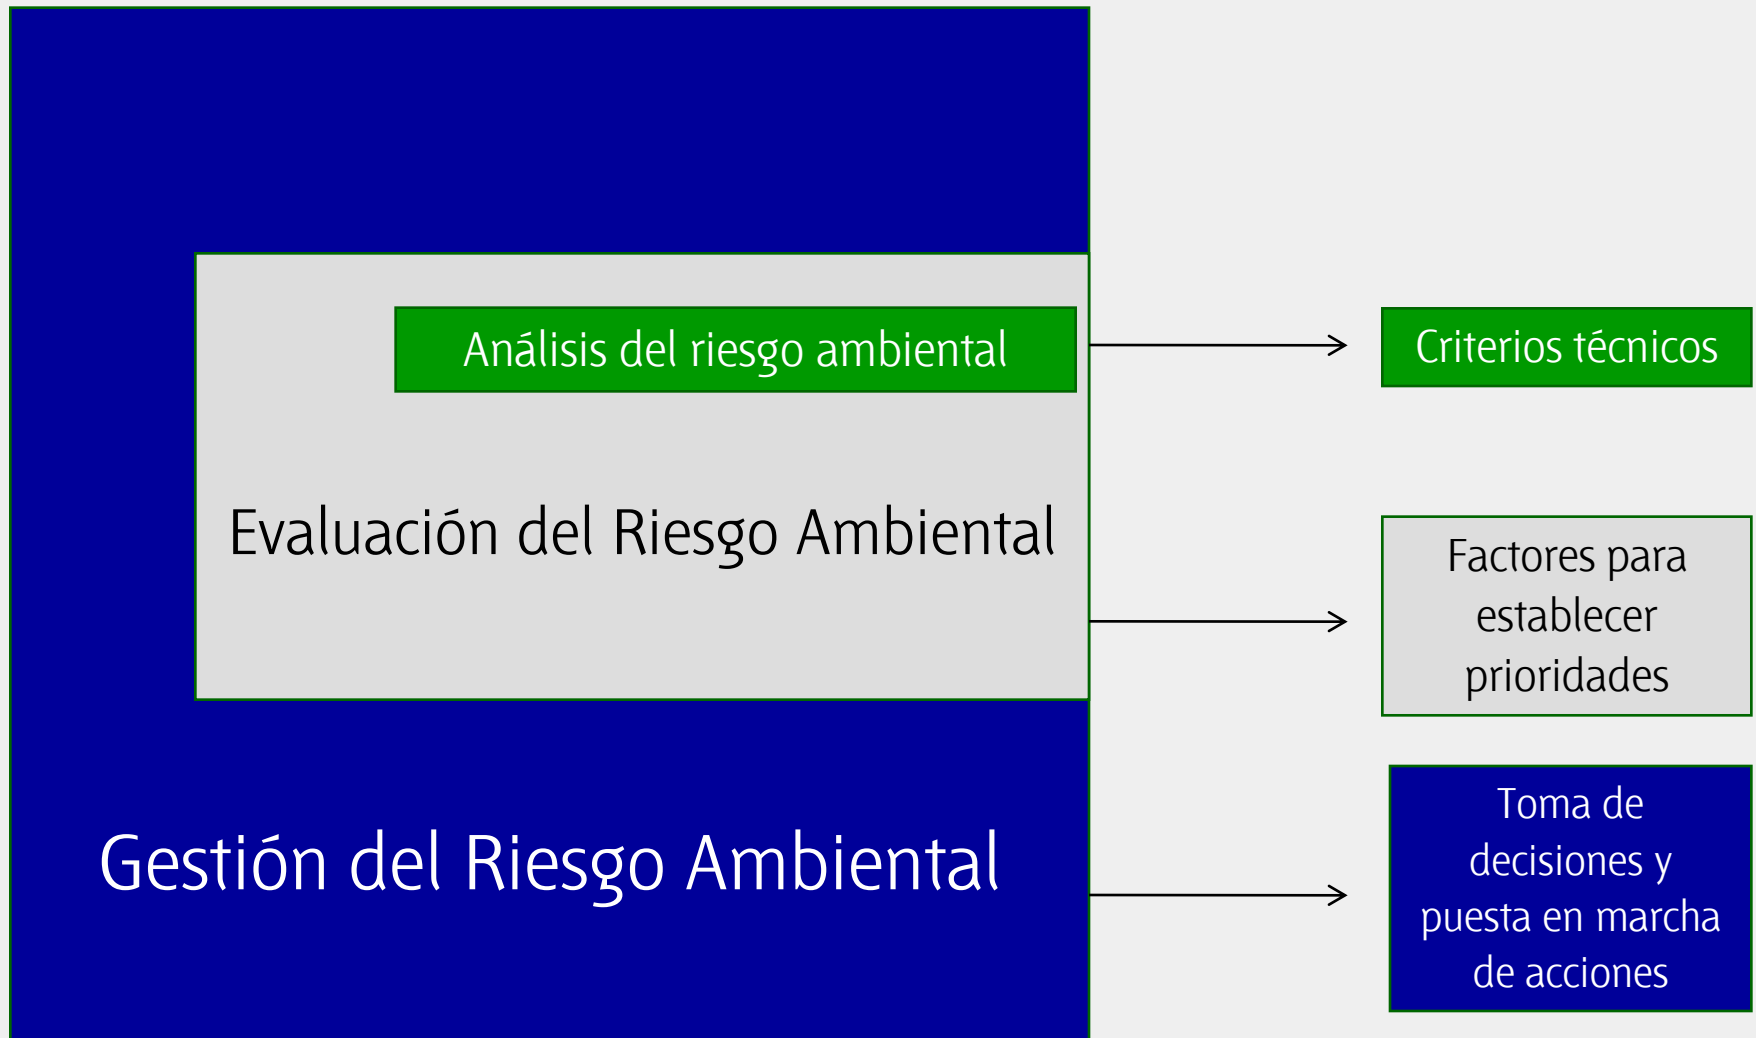 Análisis del riesgo ambiental
Criterios técnicos
Evaluación del Riesgo Ambiental
Factores para
establecer
prioridades
Gestión del Riesgo Ambiental
Toma de
decisiones y
puesta en marcha
de acciones